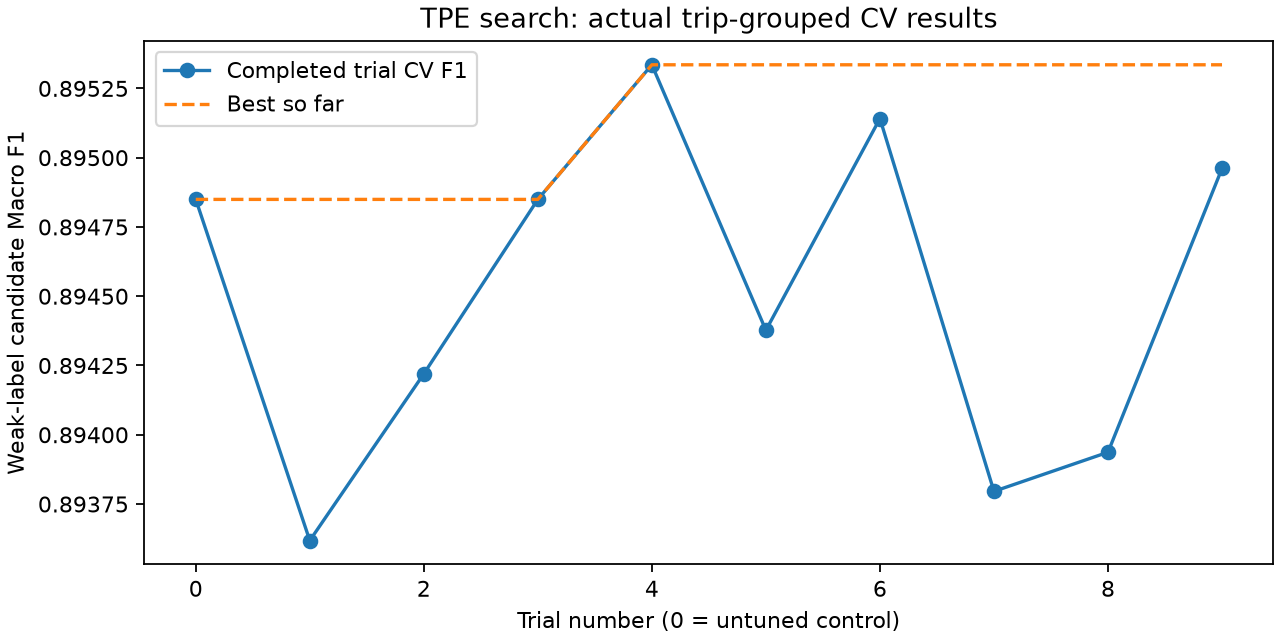 TPE search: actual trip-grouped CV results
Completed trial CV F1
Best so far
Weak-label candidate Macro F1
0.89525
0.89500
0.89475
0.89450
0.89425
0.89400
0.89375
0 2 4 6 8
Trial number (0 = untuned control)